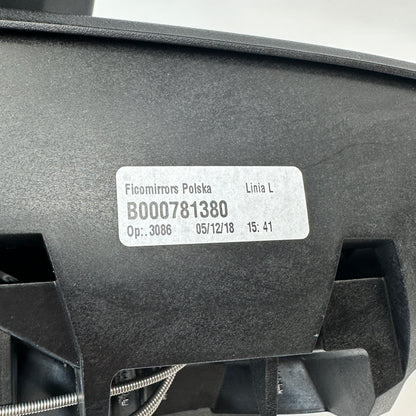 Ficomirrors Polska Linia L
B000781380
Op:. 3086 05/12/18 15: 41